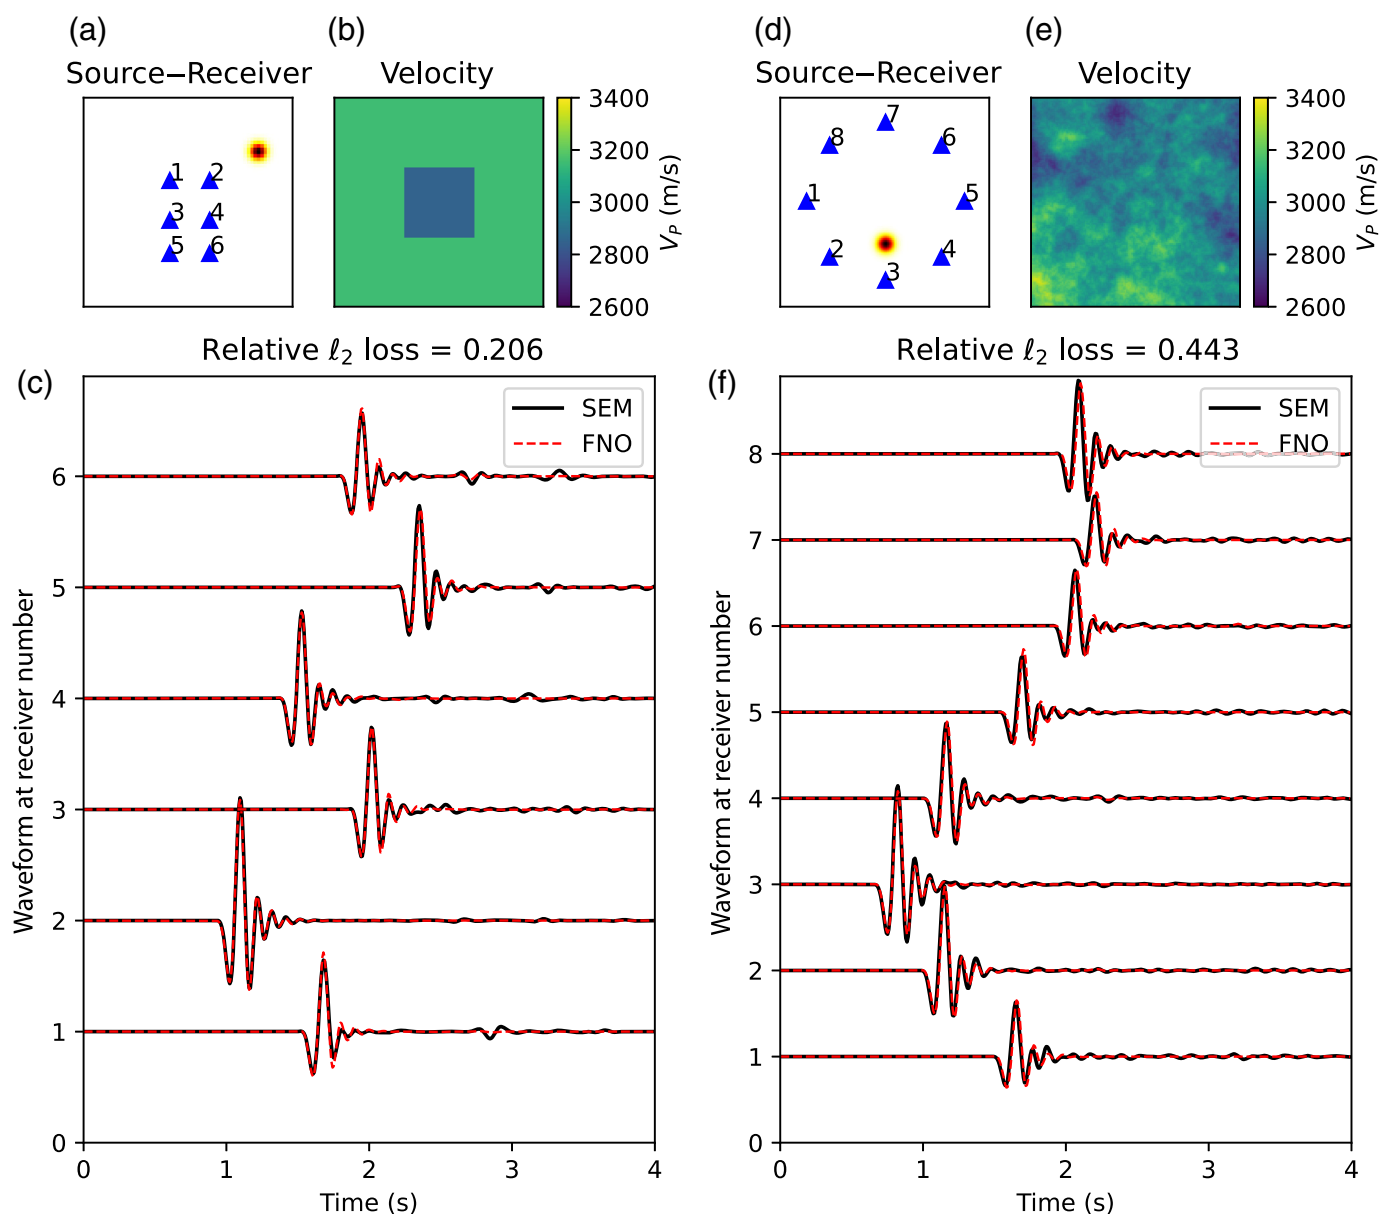 (a)
Source−Receiver
1
2
3
4
5
6
(b)
Velocity
3400
3200
3000
2800
2600
V_P (m/s)
(d)
Source−Receiver
7
8
6
1
5
2
4
3
(e)
Velocity
3400
3200
3000
2800
2600
V_P (m/s)
Relative ℓ₂ loss = 0.206
(c)
SEM
FNO
6
5
4
3
2
1
0
Waveform at receiver number
0 1 2 3 4
Time (s)
Relative ℓ₂ loss = 0.443
(f)
SEM
FNO
8
7
6
5
4
3
2
1
0
Waveform at receiver number
0 1 2 3 4
Time (s)